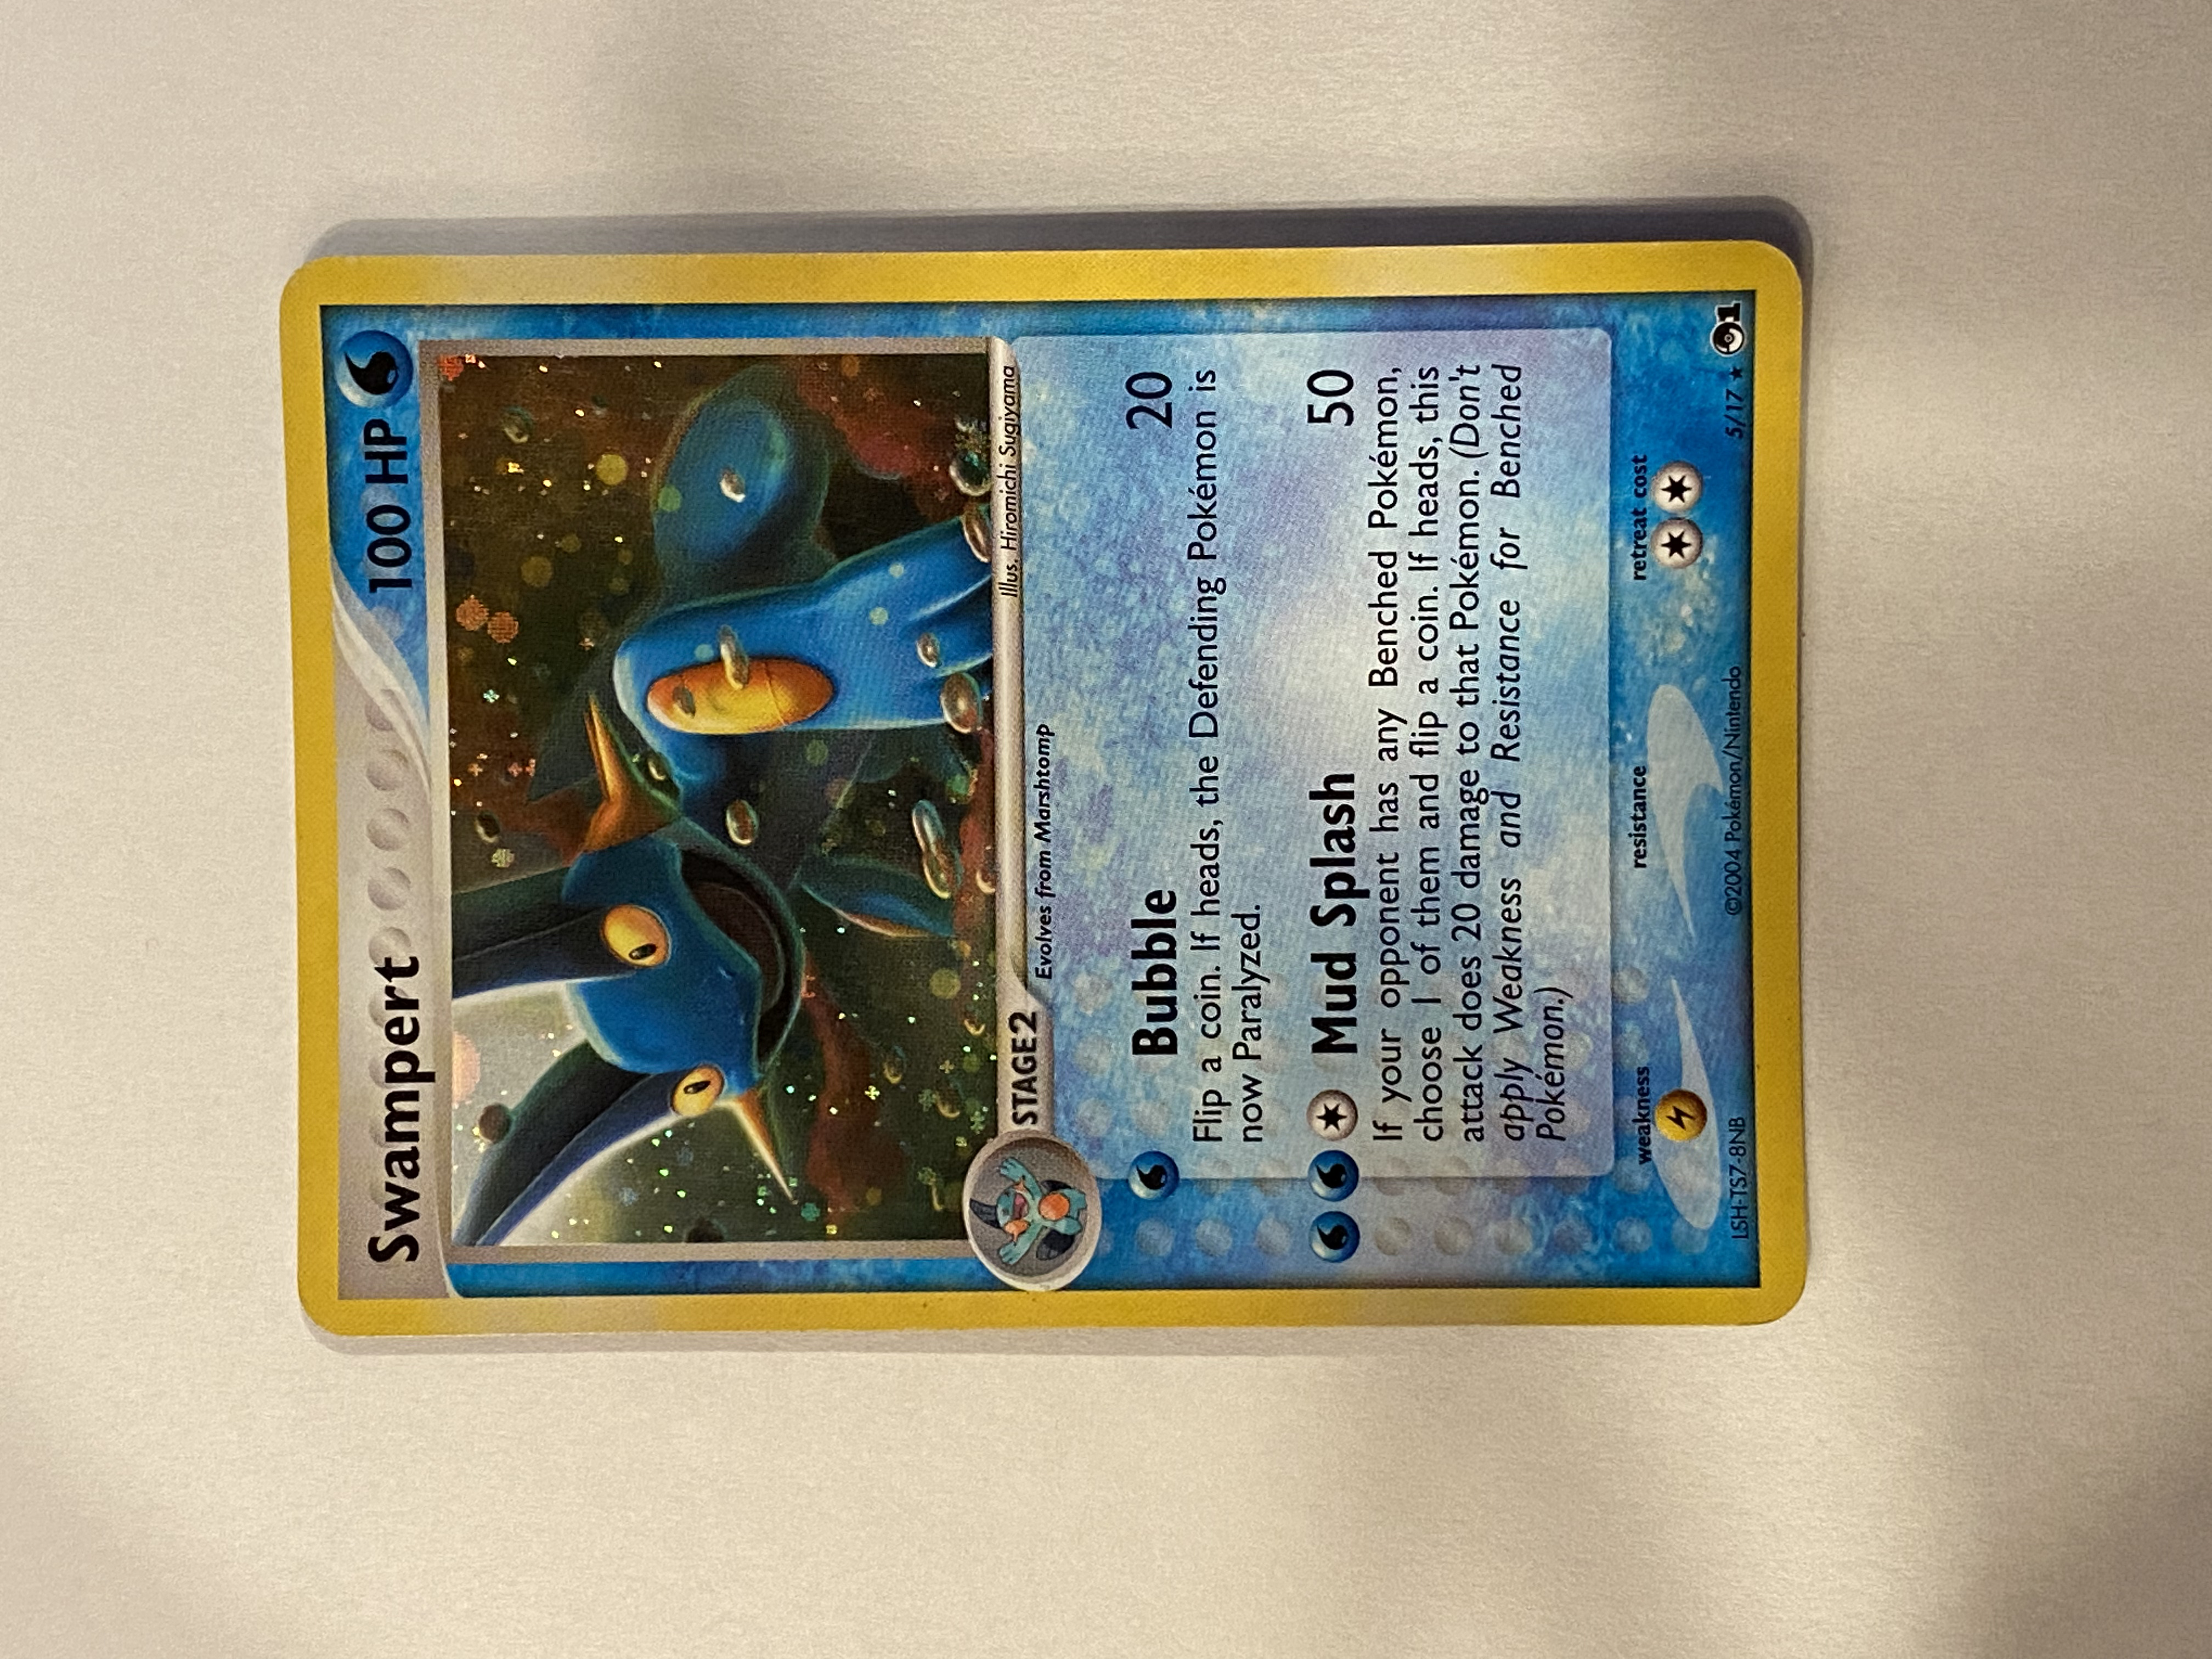 Swampert 100 HP
Illus. Hiromichi Sugiyama
STAGE2
Evolves from Marshtomp
Bubble 20
Flip a coin. If heads, the Defending Pokémon is
now Paralyzed.
Mud Splash 50
If your opponent has any Benched Pokémon,
choose 1 of them and flip a coin. If heads, this
attack does 20 damage to that Pokémon. (Don't
apply Weakness and Resistance for Benched
Pokémon.)
weakness resistance retreat cost
LSH-TS7-8NB ©2004 Pokémon/Nintendo 5/17 ★ 1